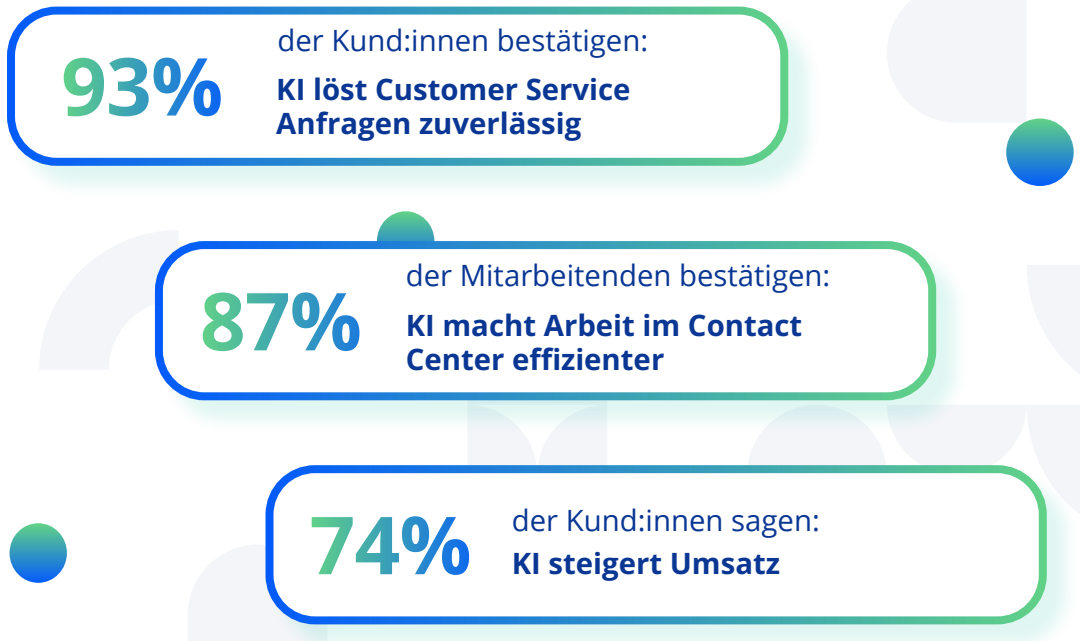 93%
der Kund:innen bestätigen:
KI löst Customer Service
Anfragen zuverlässig
87%
der Mitarbeitenden bestätigen:
KI macht Arbeit im Contact
Center effizienter
74%
der Kund:innen sagen:
KI steigert Umsatz